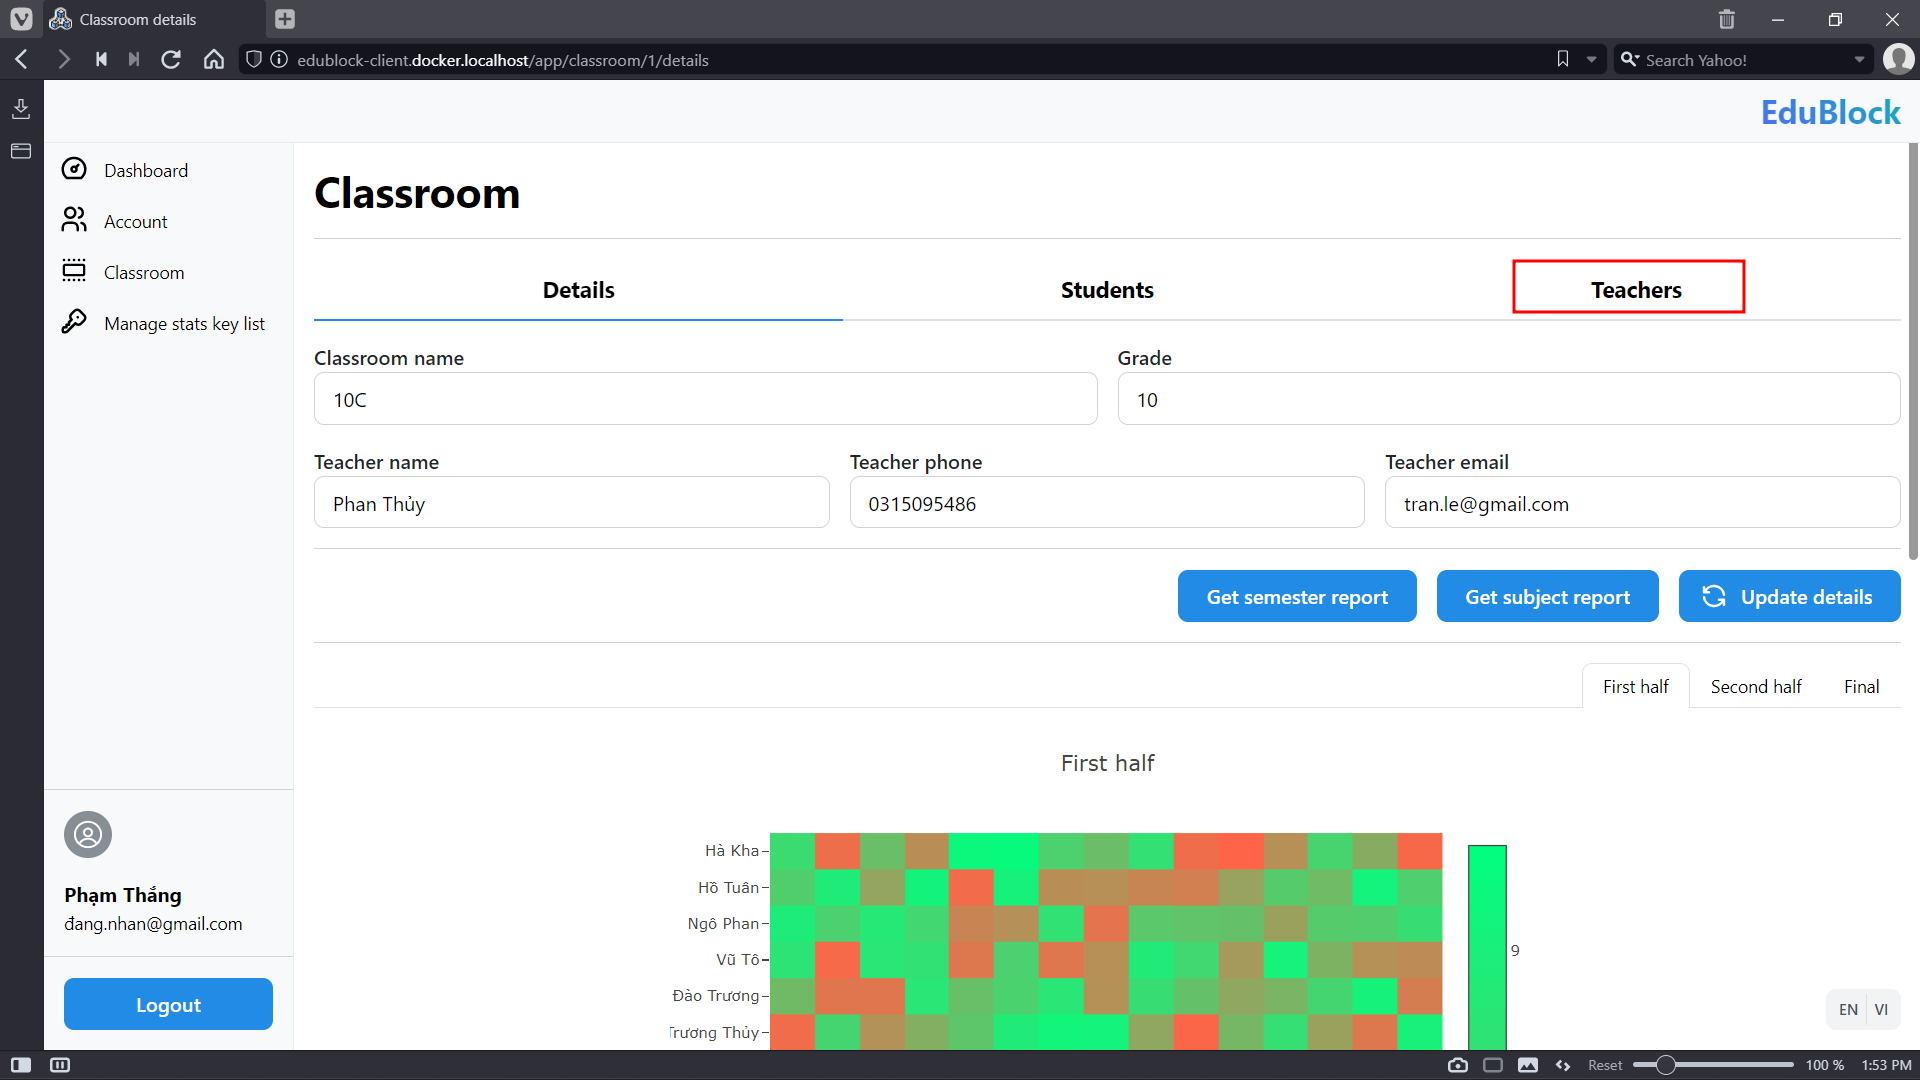 Classroom details
edublock-client.docker.localhost/app/classroom/1/details
Search Yahoo!
EduBlock
Dashboard
Account
Classroom
Manage stats key list
Classroom
Details
Students
Teachers
Classroom name
Grade
10C
10
Teacher name
Teacher phone
Teacher email
Phan Thủy
0315095486
tran.le@gmail.com
Get semester report
Get subject report
Update details
First half
Second half
Final
First half
Hà Kha
Hồ Tuân
Ngô Phan
Vũ Tô
Đào Trương
Trương Thủy
9
Phạm Thắng
đang.nhan@gmail.com
Logout
EN
VI
Reset
100 %
1:53 PM